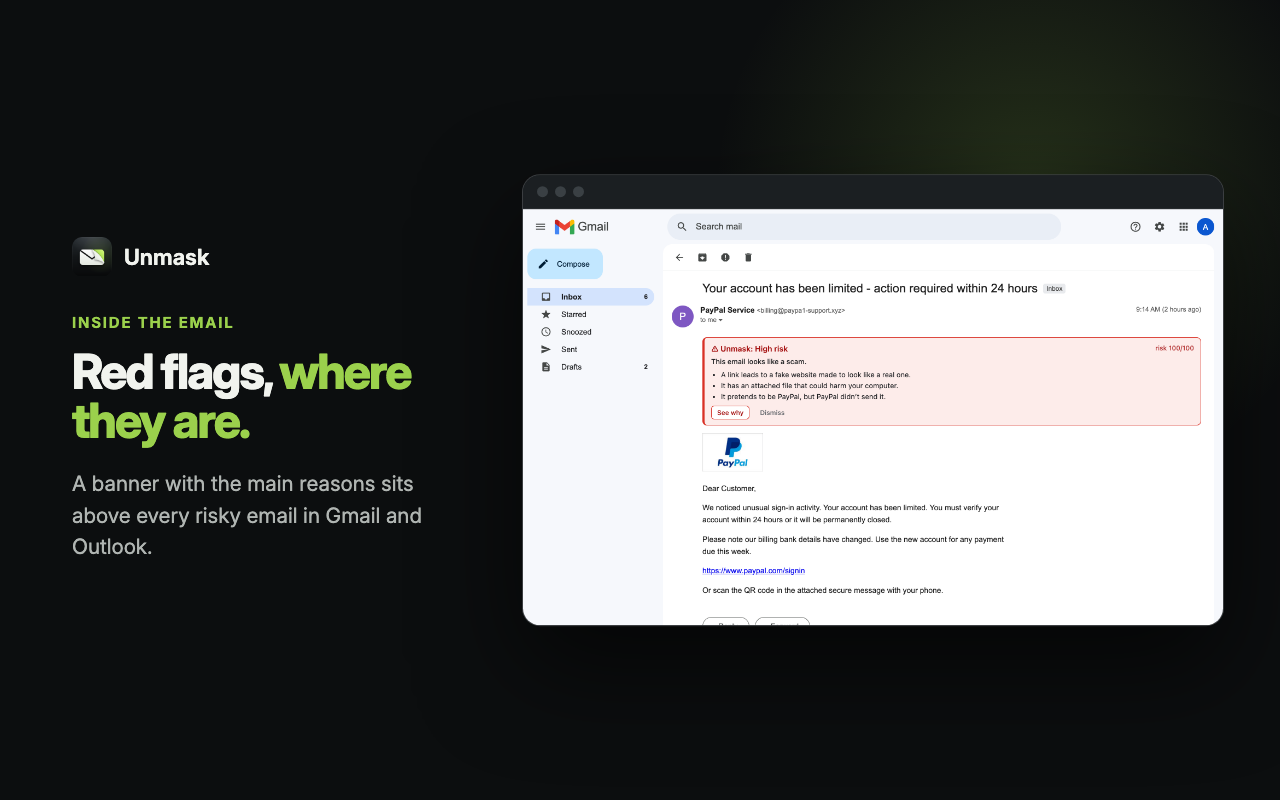 Unmask
INSIDE THE EMAIL
Red flags, where
they are.
A banner with the main reasons sits
above every risky email in Gmail and
Outlook.
Gmail
Search mail
A
Compose
Inbox 6
Starred
Snoozed
Sent
Drafts 2
Your account has been limited - action required within 24 hours Inbox
P
PayPal Service <billing@paypa1-support.xyz> 9:14 AM (2 hours ago)
to me
Unmask: High risk risk 100/100
This email looks like a scam.
• A link leads to a fake website made to look like a real one.
• It has an attached file that could harm your computer.
• It pretends to be PayPal, but PayPal didn't send it.
See why Dismiss
PayPal
Dear Customer,
We noticed unusual sign-in activity. Your account has been limited. You must verify your
account within 24 hours or it will be permanently closed.
Please note our billing bank details have changed. Use the new account for any payment
due this week.
https://www.paypal.com/signin
Or scan the QR code in the attached secure message with your phone.